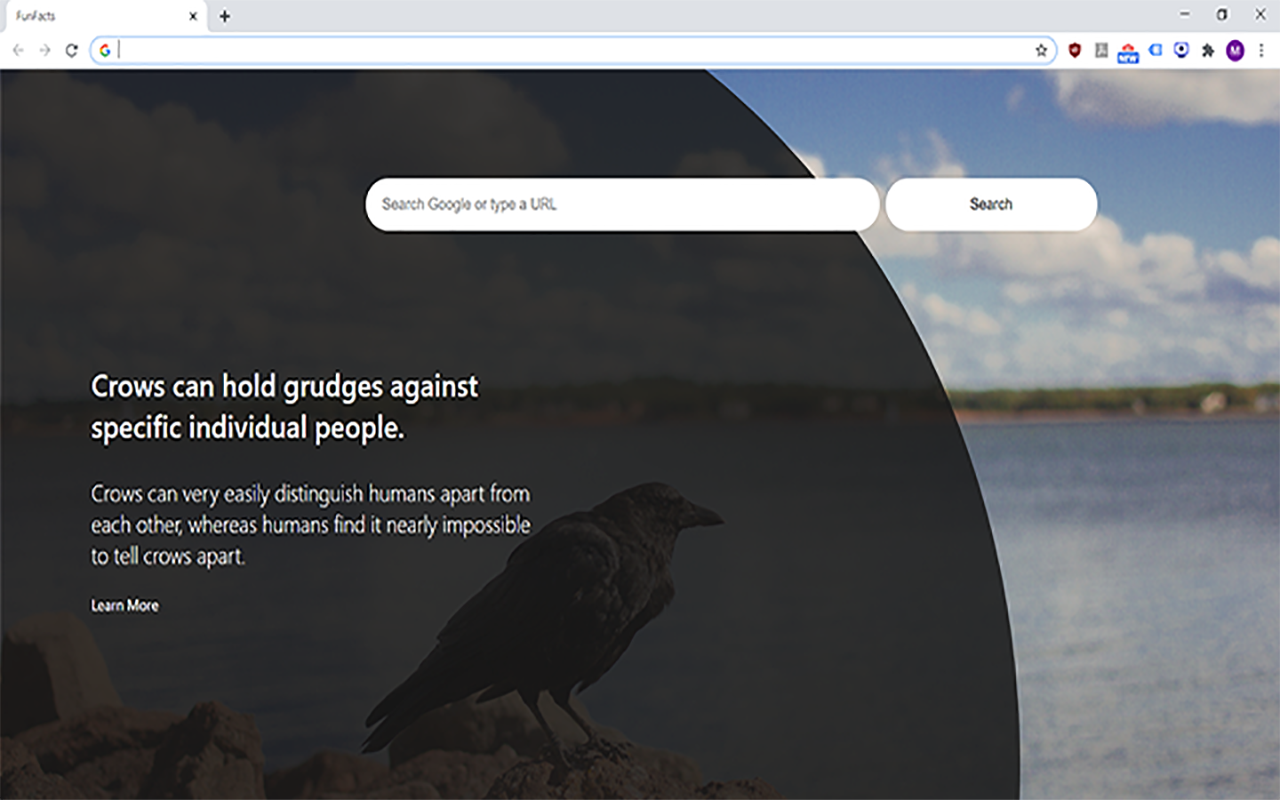 FunFacts
NEW
M
Search Google or type a URL
Search
Crows can hold grudges against
specific individual people.
Crows can very easily distinguish humans apart from
each other, whereas humans find it nearly impossible
to tell crows apart.
Learn More